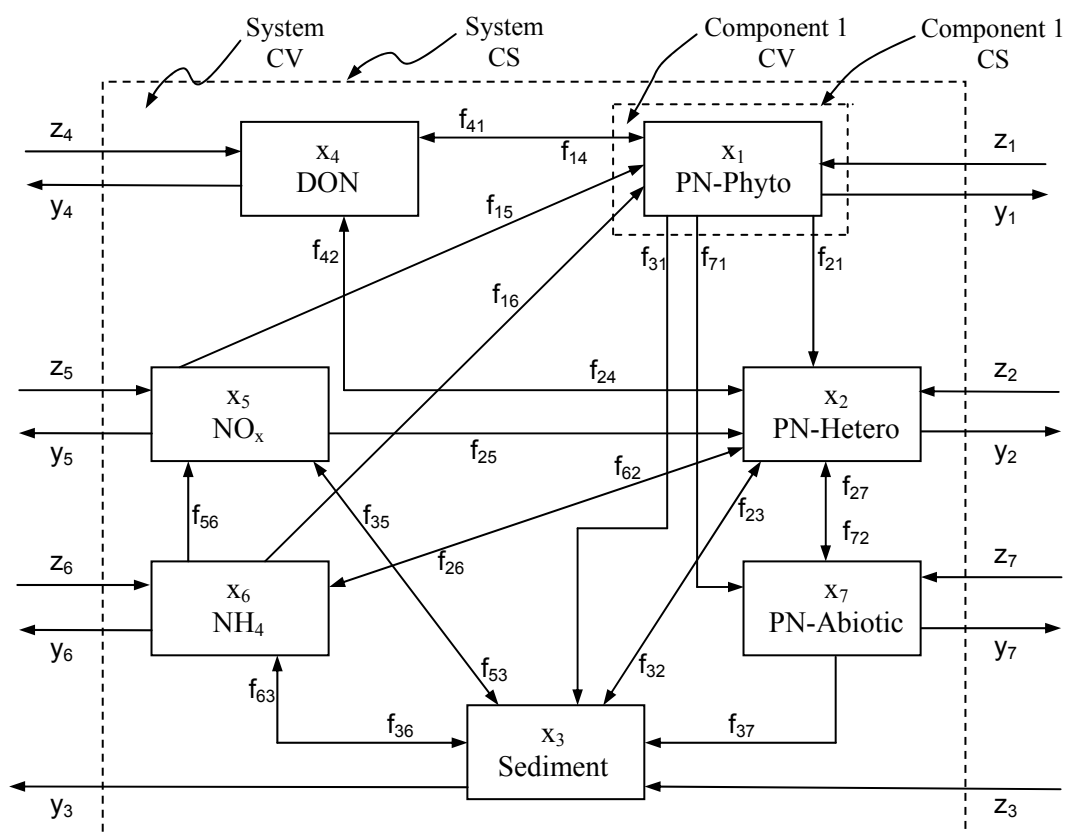 System
CV
System
CS
Component 1
CV
Component 1
CS
z4
y4
x4
DON
f41
f14
x1
PN-Phyto
z1
y1
f15
f42
f31
f71
f21
f16
z5
y5
x5
NOx
f24
f25
x2
PN-Hetero
z2
y2
f62
f56
f35
f23
f27
f72
f26
z6
y6
x6
NH4
z7
y7
x7
PN-Abiotic
f63
f53
f32
f36
f37
x3
Sediment
y3
z3